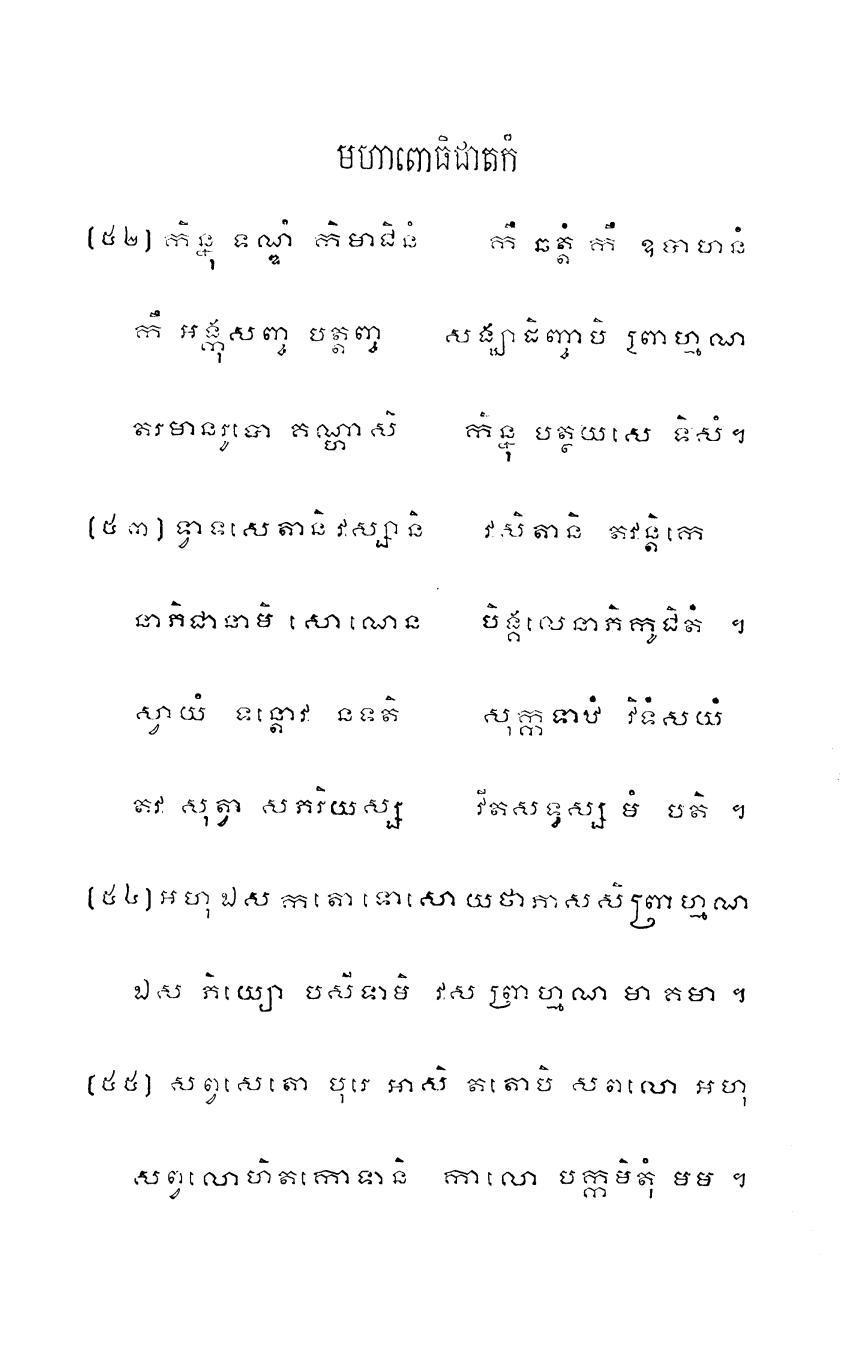 មហាពោធិជាតកំ
(៥២) កិន្នុ ទណ្ឌំ កិមាជិនំ កឹ ឆត្តំ កឹ ឧបាហនំ
កឹ អង្កុសញ្ច បត្តញ្ច សង្ឃាដិញ្ចាបិ ព្រាហ្មណ
តរមានរូបោ គណ្ហាសិ កំន្នុ បត្ថយសេ ទិសំ។
(៥៣) ទ្វាទសេតានិ វស្សានិ វសិតានិ តវន្តិកេ
នាភិជានាមិ សោណេន បិង្គលេនាភិកូជិតំ ។
ស្វាយំ ទន្តោវ នទតិ សុក្កទាឋំ វិទំសយំ
តវ សុត្វា សភរិយស្ស វីតសទ្ធស្ស មំ បតិ ។
(៥៤) អហុ ឯស កតោ ទោសោ យថា ភាសសិ ព្រាហ្មណ
ឯស ភិយ្យោ បសីទាមិ វស ព្រាហ្មណ មា គមា ។
(៥៥) សព្វសេតោ បុរេ អាសិ តតោបិ សពលោ អហុ
សព្វលោហិតកោទានិ កាលោ បក្កមិតុំ មម ។